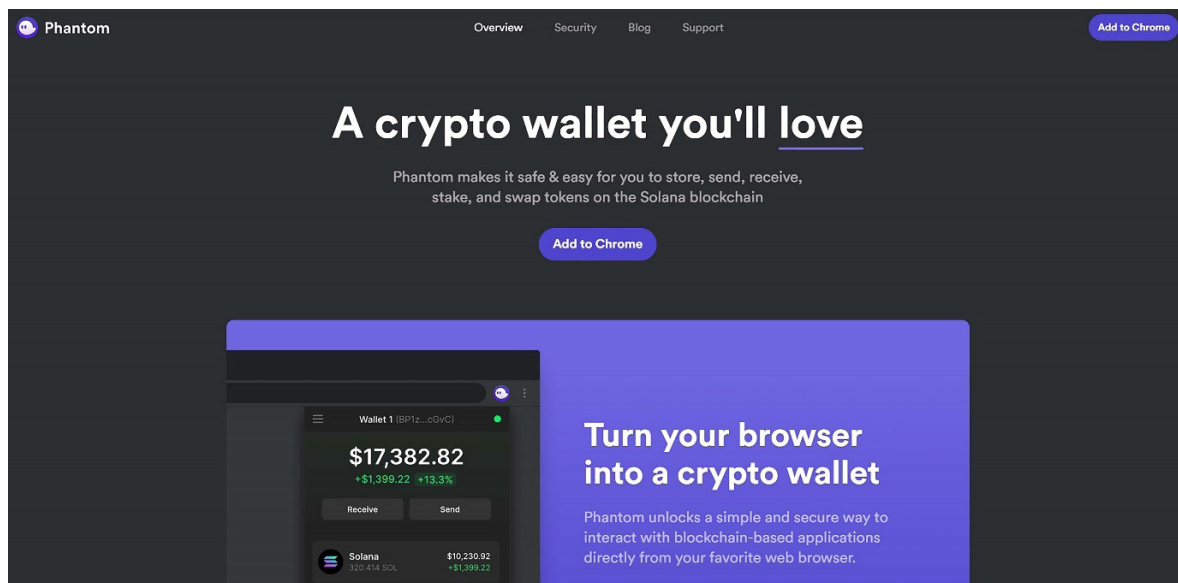 Phantom
Overview Security Blog Support
Add to Chrome
A crypto wallet you'll love
Phantom makes it safe & easy for you to store, send, receive,
stake, and swap tokens on the Solana blockchain
Add to Chrome
Wallet 1 (BP1z...cGvC)
$17,382.82
+$1,399.22 +13.3%
Receive Send
Solana $10,230.92
320.414 SOL +$1,399.22
Turn your browser
into a crypto wallet
Phantom unlocks a simple and secure way to
interact with blockchain-based applications
directly from your favorite web browser.